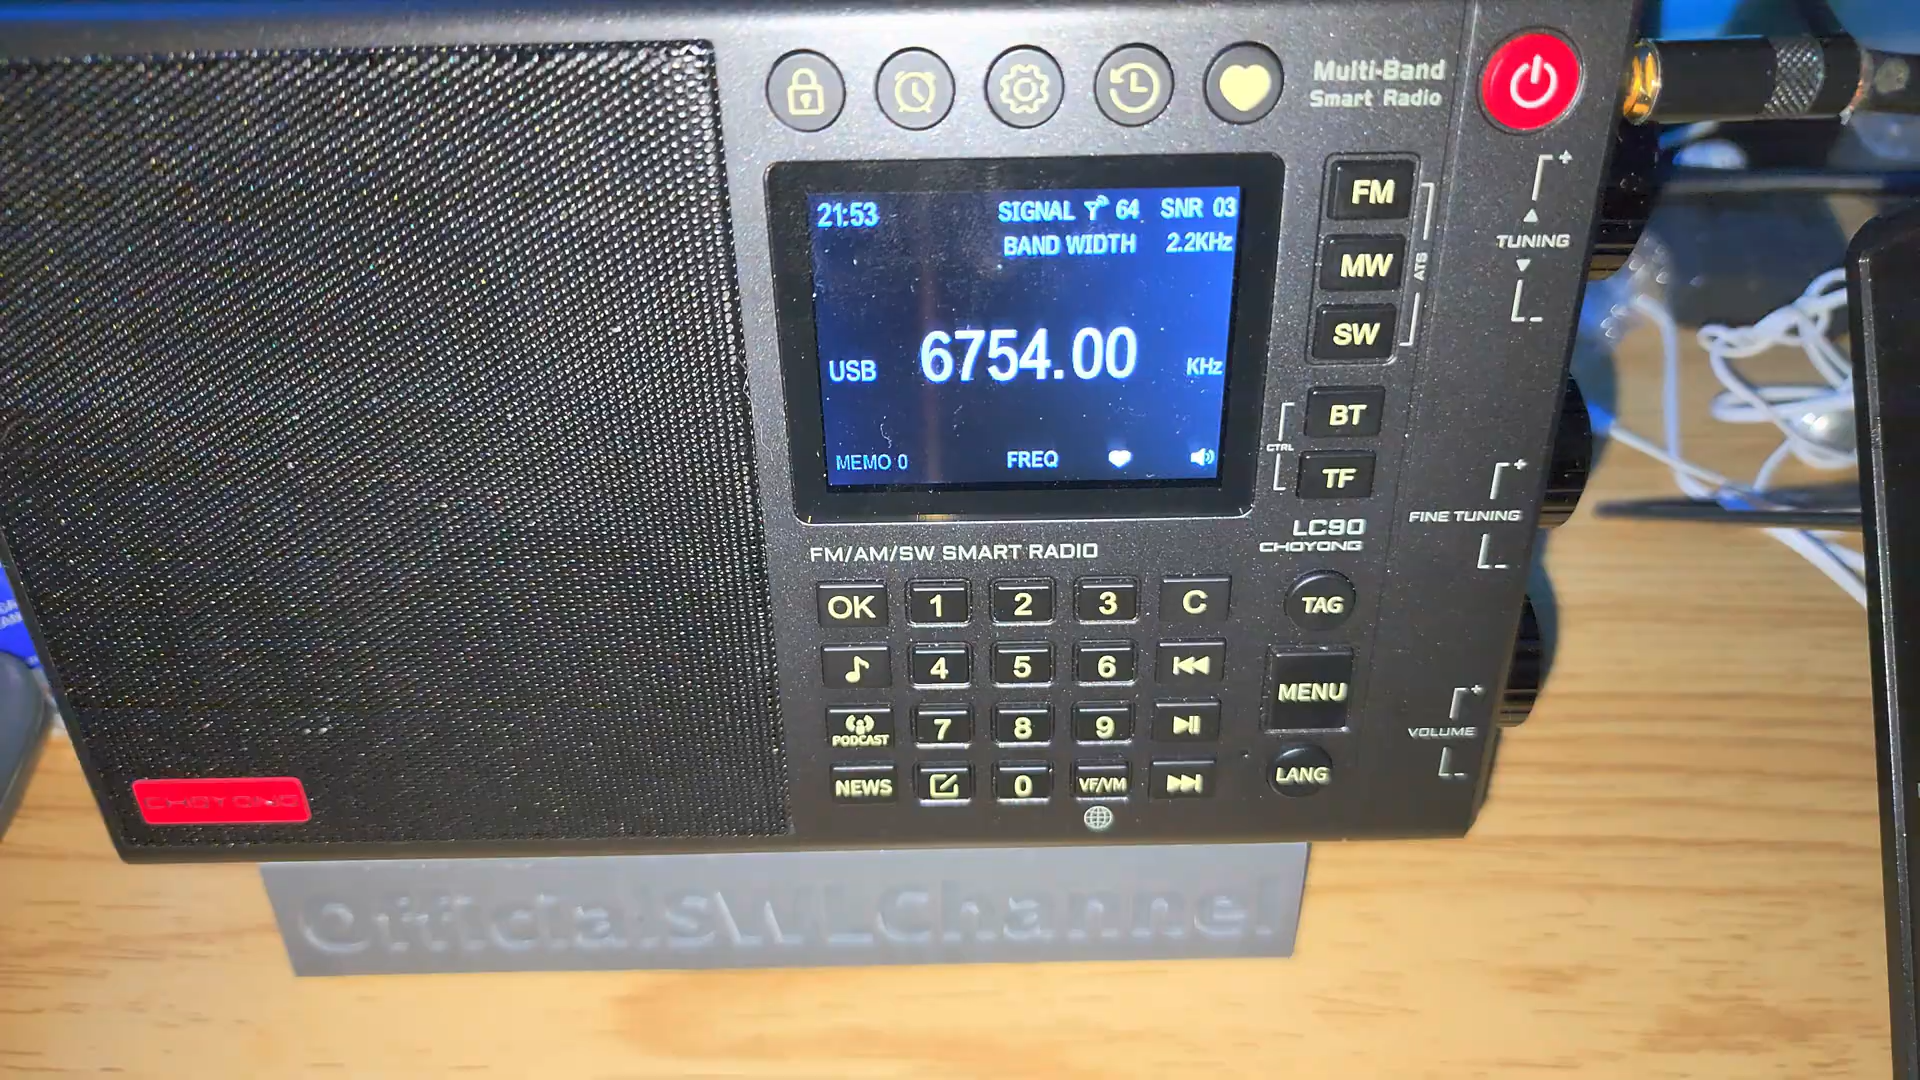 Multi-Band
Smart Radio
21:53
SIGNAL 64 SNR 03
BAND WIDTH 2.2KHz
USB 6754.00 KHz
MEMO 0 FREQ
FM
MW
SW
ATS
BT
TF
CTRL
LC90
CHOYONG
+
TUNING
-
+
FINE TUNING
-
+
VOLUME
-
FM/AM/SW SMART RADIO
OK 1 2 3 C
4 5 6
PODCAST 7 8 9
NEWS 0 VF/VM
TAG
MENU
LANG
CHOYONG
OfficialSWLChannel